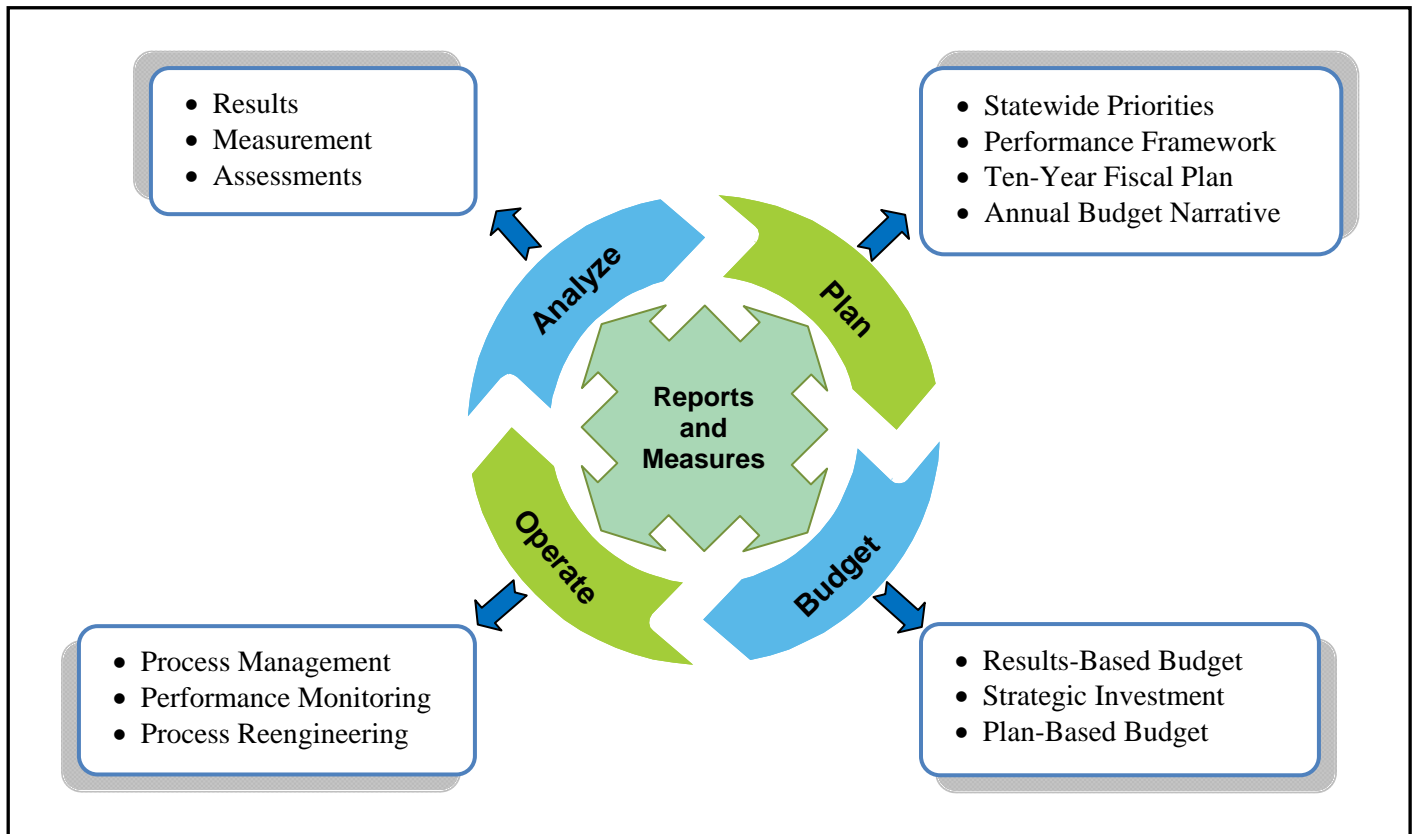 • Results
• Measurement
• Assessments
• Statewide Priorities
• Performance Framework
• Ten-Year Fiscal Plan
• Annual Budget Narrative
Analyze
Plan
Reports
and
Measures
Operate
Budget
• Process Management
• Performance Monitoring
• Process Reengineering
• Results-Based Budget
• Strategic Investment
• Plan-Based Budget